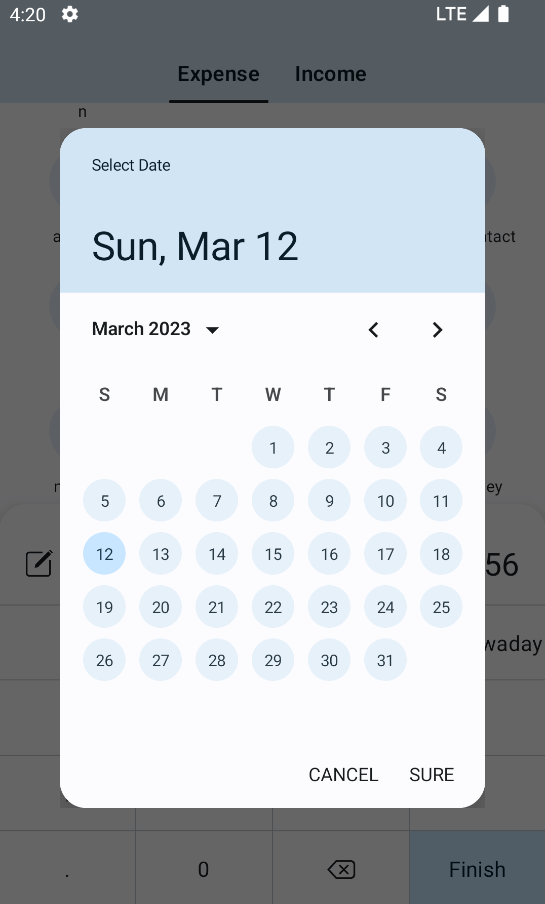 4:20 LTE
Expense Income
n
Select Date
Sun, Mar 12
March 2023
S M T W T F S
1 2 3 4
5 6 7 8 9 10 11
12 13 14 15 16 17 18
19 20 21 22 23 24 25
26 27 28 29 30 31
CANCEL SURE
56
. 0 Finish